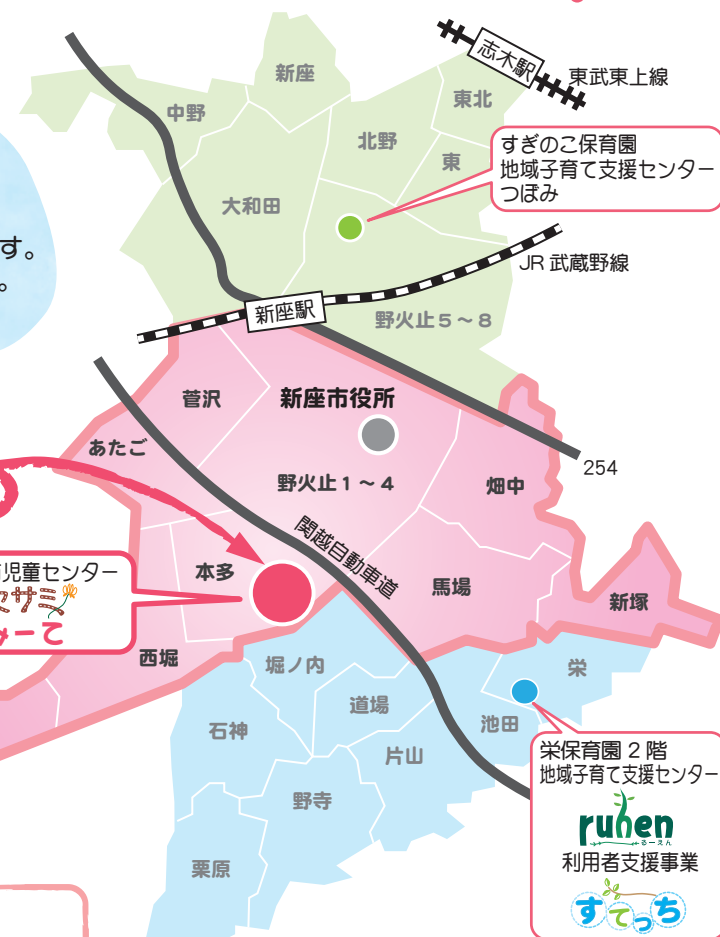 志木駅
東武東上線
新座
中野
東北
北野
東
すぎのこ保育園
地域子育て支援センター
つぼみ
大和田
す。
。
JR 武蔵野線
新座駅
野火止5～8
菅沢
新座市役所
あたご
254
野火止1～4
畑中
関越自動車道
児童センター
本多
馬場
新塚
西堀
堀ノ内
栄
道場
池田
石神
片山
栄保育園 2 階
地域子育て支援センター
野寺
ruhen
るーえん
利用者支援事業
栗原
すてっち